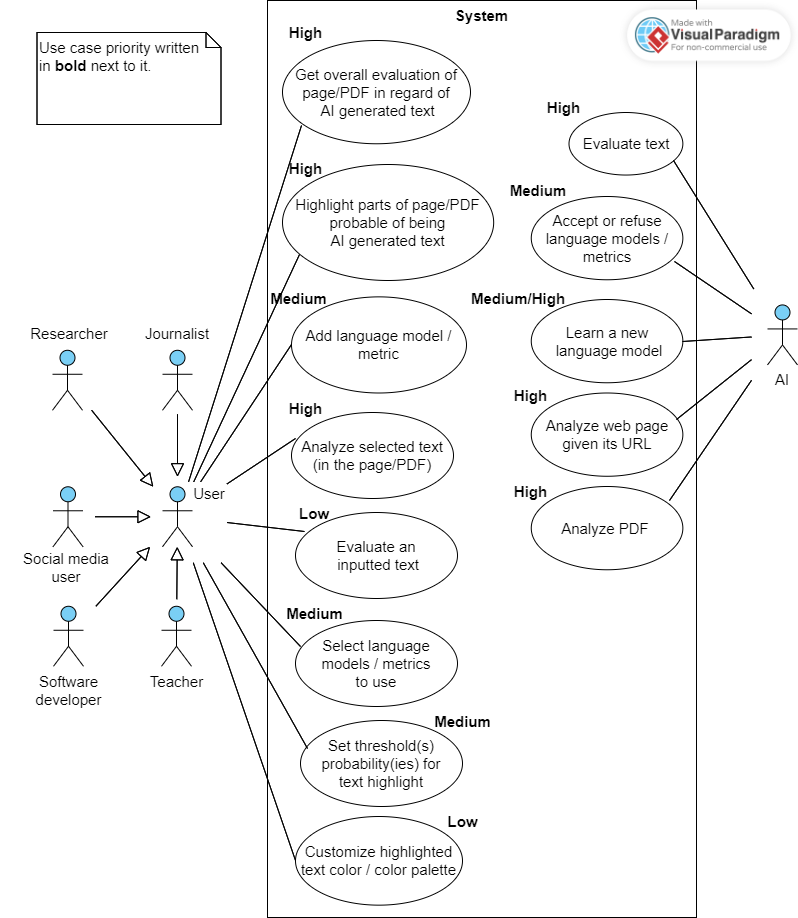 System
Made with
VisualParadigm
For non-commercial use
Use case priority written
in bold next to it.
High
Get overall evaluation of
page/PDF in regard of
AI generated text
High
Evaluate text
High
Highlight parts of page/PDF
probable of being
AI generated text
Medium
Accept or refuse
language models /
metrics
Medium
Add language model /
metric
Medium/High
Learn a new
language model
AI
Researcher
Journalist
High
Analyze selected text
(in the page/PDF)
High
Analyze web page
given its URL
User
High
Analyze PDF
Low
Evaluate an
inputted text
Social media
user
Medium
Select language
models / metrics
to use
Software
developer
Teacher
Medium
Set threshold(s)
probability(ies) for
text highlight
Low
Customize highlighted
text color / color palette